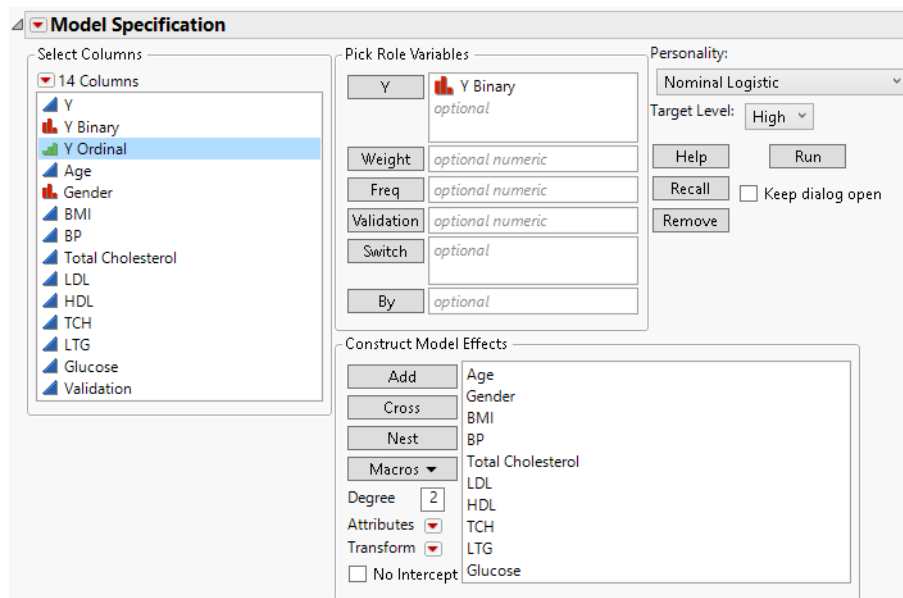 Model Specification
Select Columns
14 Columns
Y
Y Binary
Y Ordinal
Age
Gender
BMI
BP
Total Cholesterol
LDL
HDL
TCH
LTG
Glucose
Validation
Pick Role Variables
Y
Y Binary
optional
Weight
optional numeric
Freq
optional numeric
Validation
optional numeric
Switch
optional
By
optional
Personality:
Nominal Logistic
Target Level:
High
Help
Run
Recall
Keep dialog open
Remove
Construct Model Effects
Add
Cross
Nest
Macros
Degree
2
Attributes
Transform
No Intercept
Age
Gender
BMI
BP
Total Cholesterol
LDL
HDL
TCH
LTG
Glucose